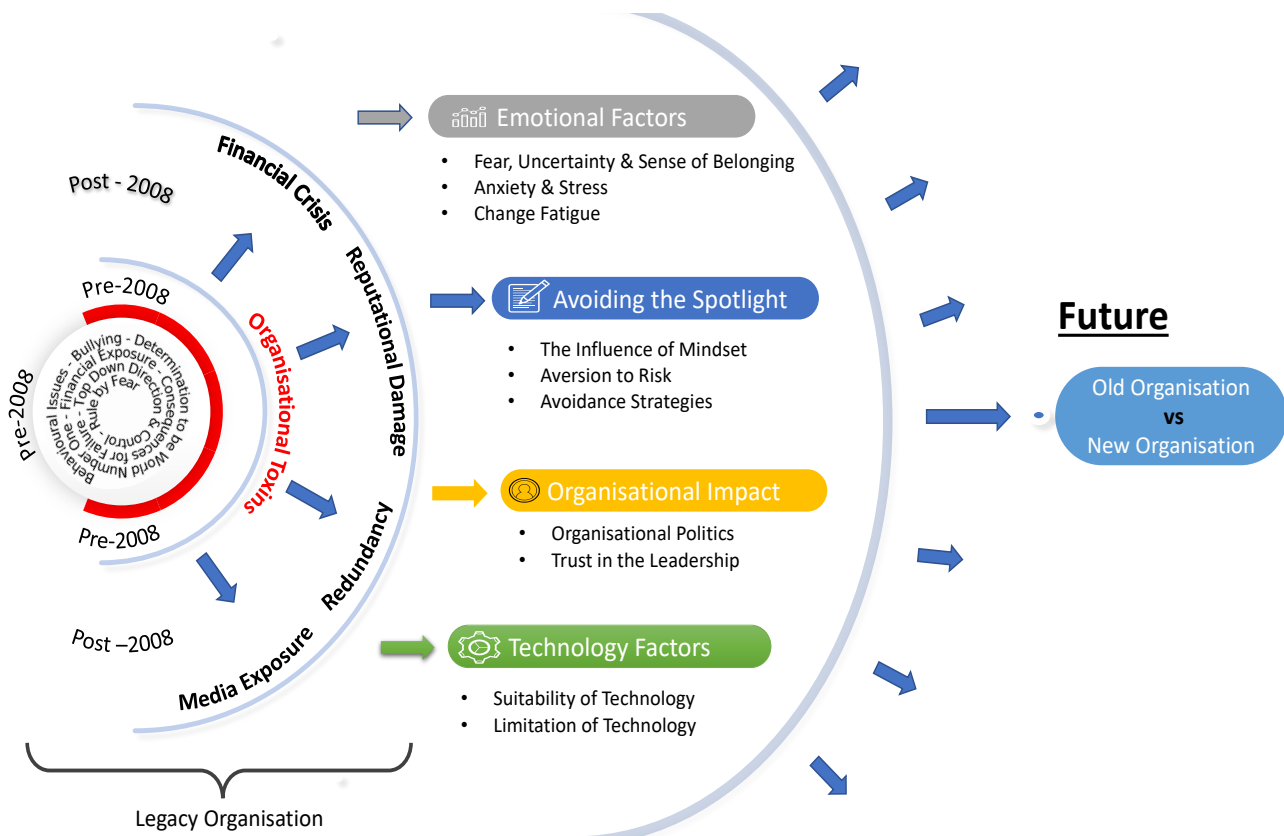 Post - 2008
Pre-2008
Pre-2008
Behavioural Issues - Bullying - Determination to be World Number One - Financial Exposure - Consequences for Failure - Top Down Direction & Control - Rule by Fear
Pre-2008
Post –2008
Organisational Toxins
Financial Crisis
Reputational Damage
Redundancy
Media Exposure
Legacy Organisation
Emotional Factors
• Fear, Uncertainty & Sense of Belonging
• Anxiety & Stress
• Change Fatigue
Avoiding the Spotlight
• The Influence of Mindset
• Aversion to Risk
• Avoidance Strategies
Organisational Impact
• Organisational Politics
• Trust in the Leadership
Technology Factors
• Suitability of Technology
• Limitation of Technology
Future
Old Organisation
vs
New Organisation